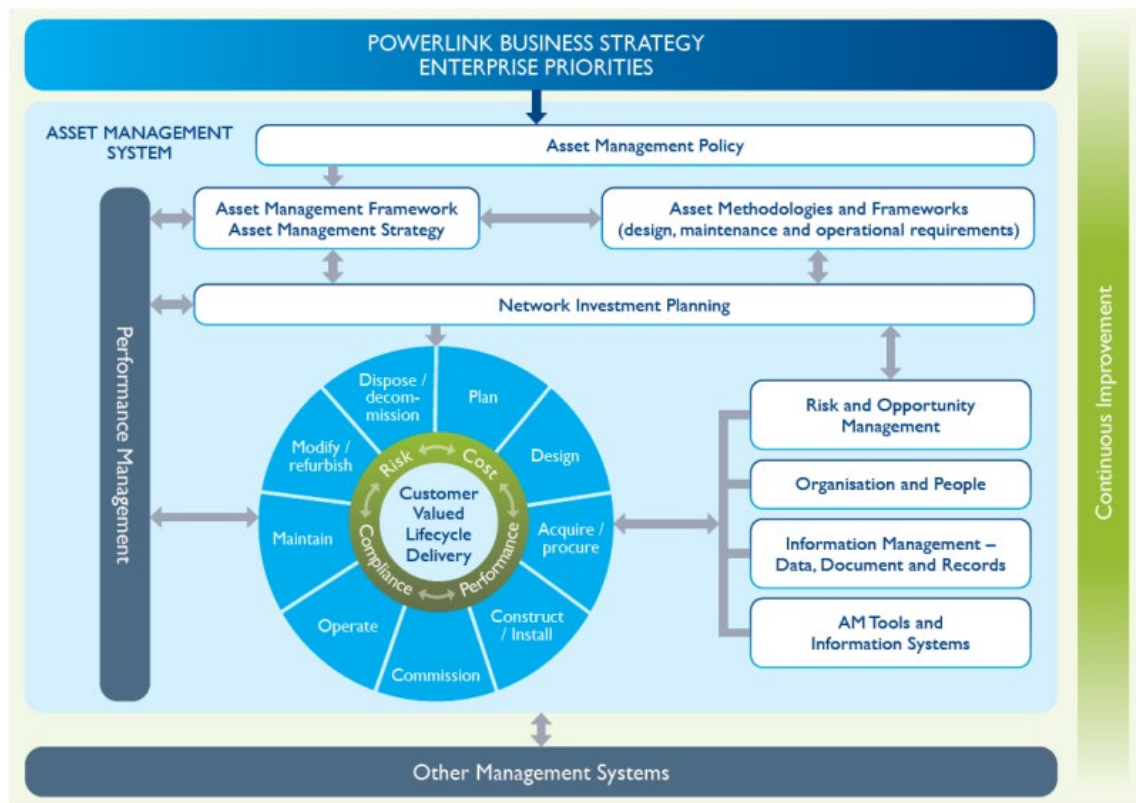 POWERLINK BUSINESS STRATEGY
ENTERPRISE PRIORITIES
ASSET MANAGEMENT
SYSTEM
Asset Management Policy
Asset Management Framework
Asset Management Strategy
Asset Methodologies and Frameworks
(design, maintenance and operational requirements)
Network Investment Planning
Performance Management
Dispose /
decom-
mission
Plan
Design
Acquire /
procure
Construct
/ Install
Commission
Operate
Maintain
Modify /
refurbish
Risk
Cost
Performance
Compliance
Customer
Valued
Lifecycle
Delivery
Risk and Opportunity
Management
Organisation and People
Information Management –
Data, Document and Records
AM Tools and
Information Systems
Continuous Improvement
Other Management Systems